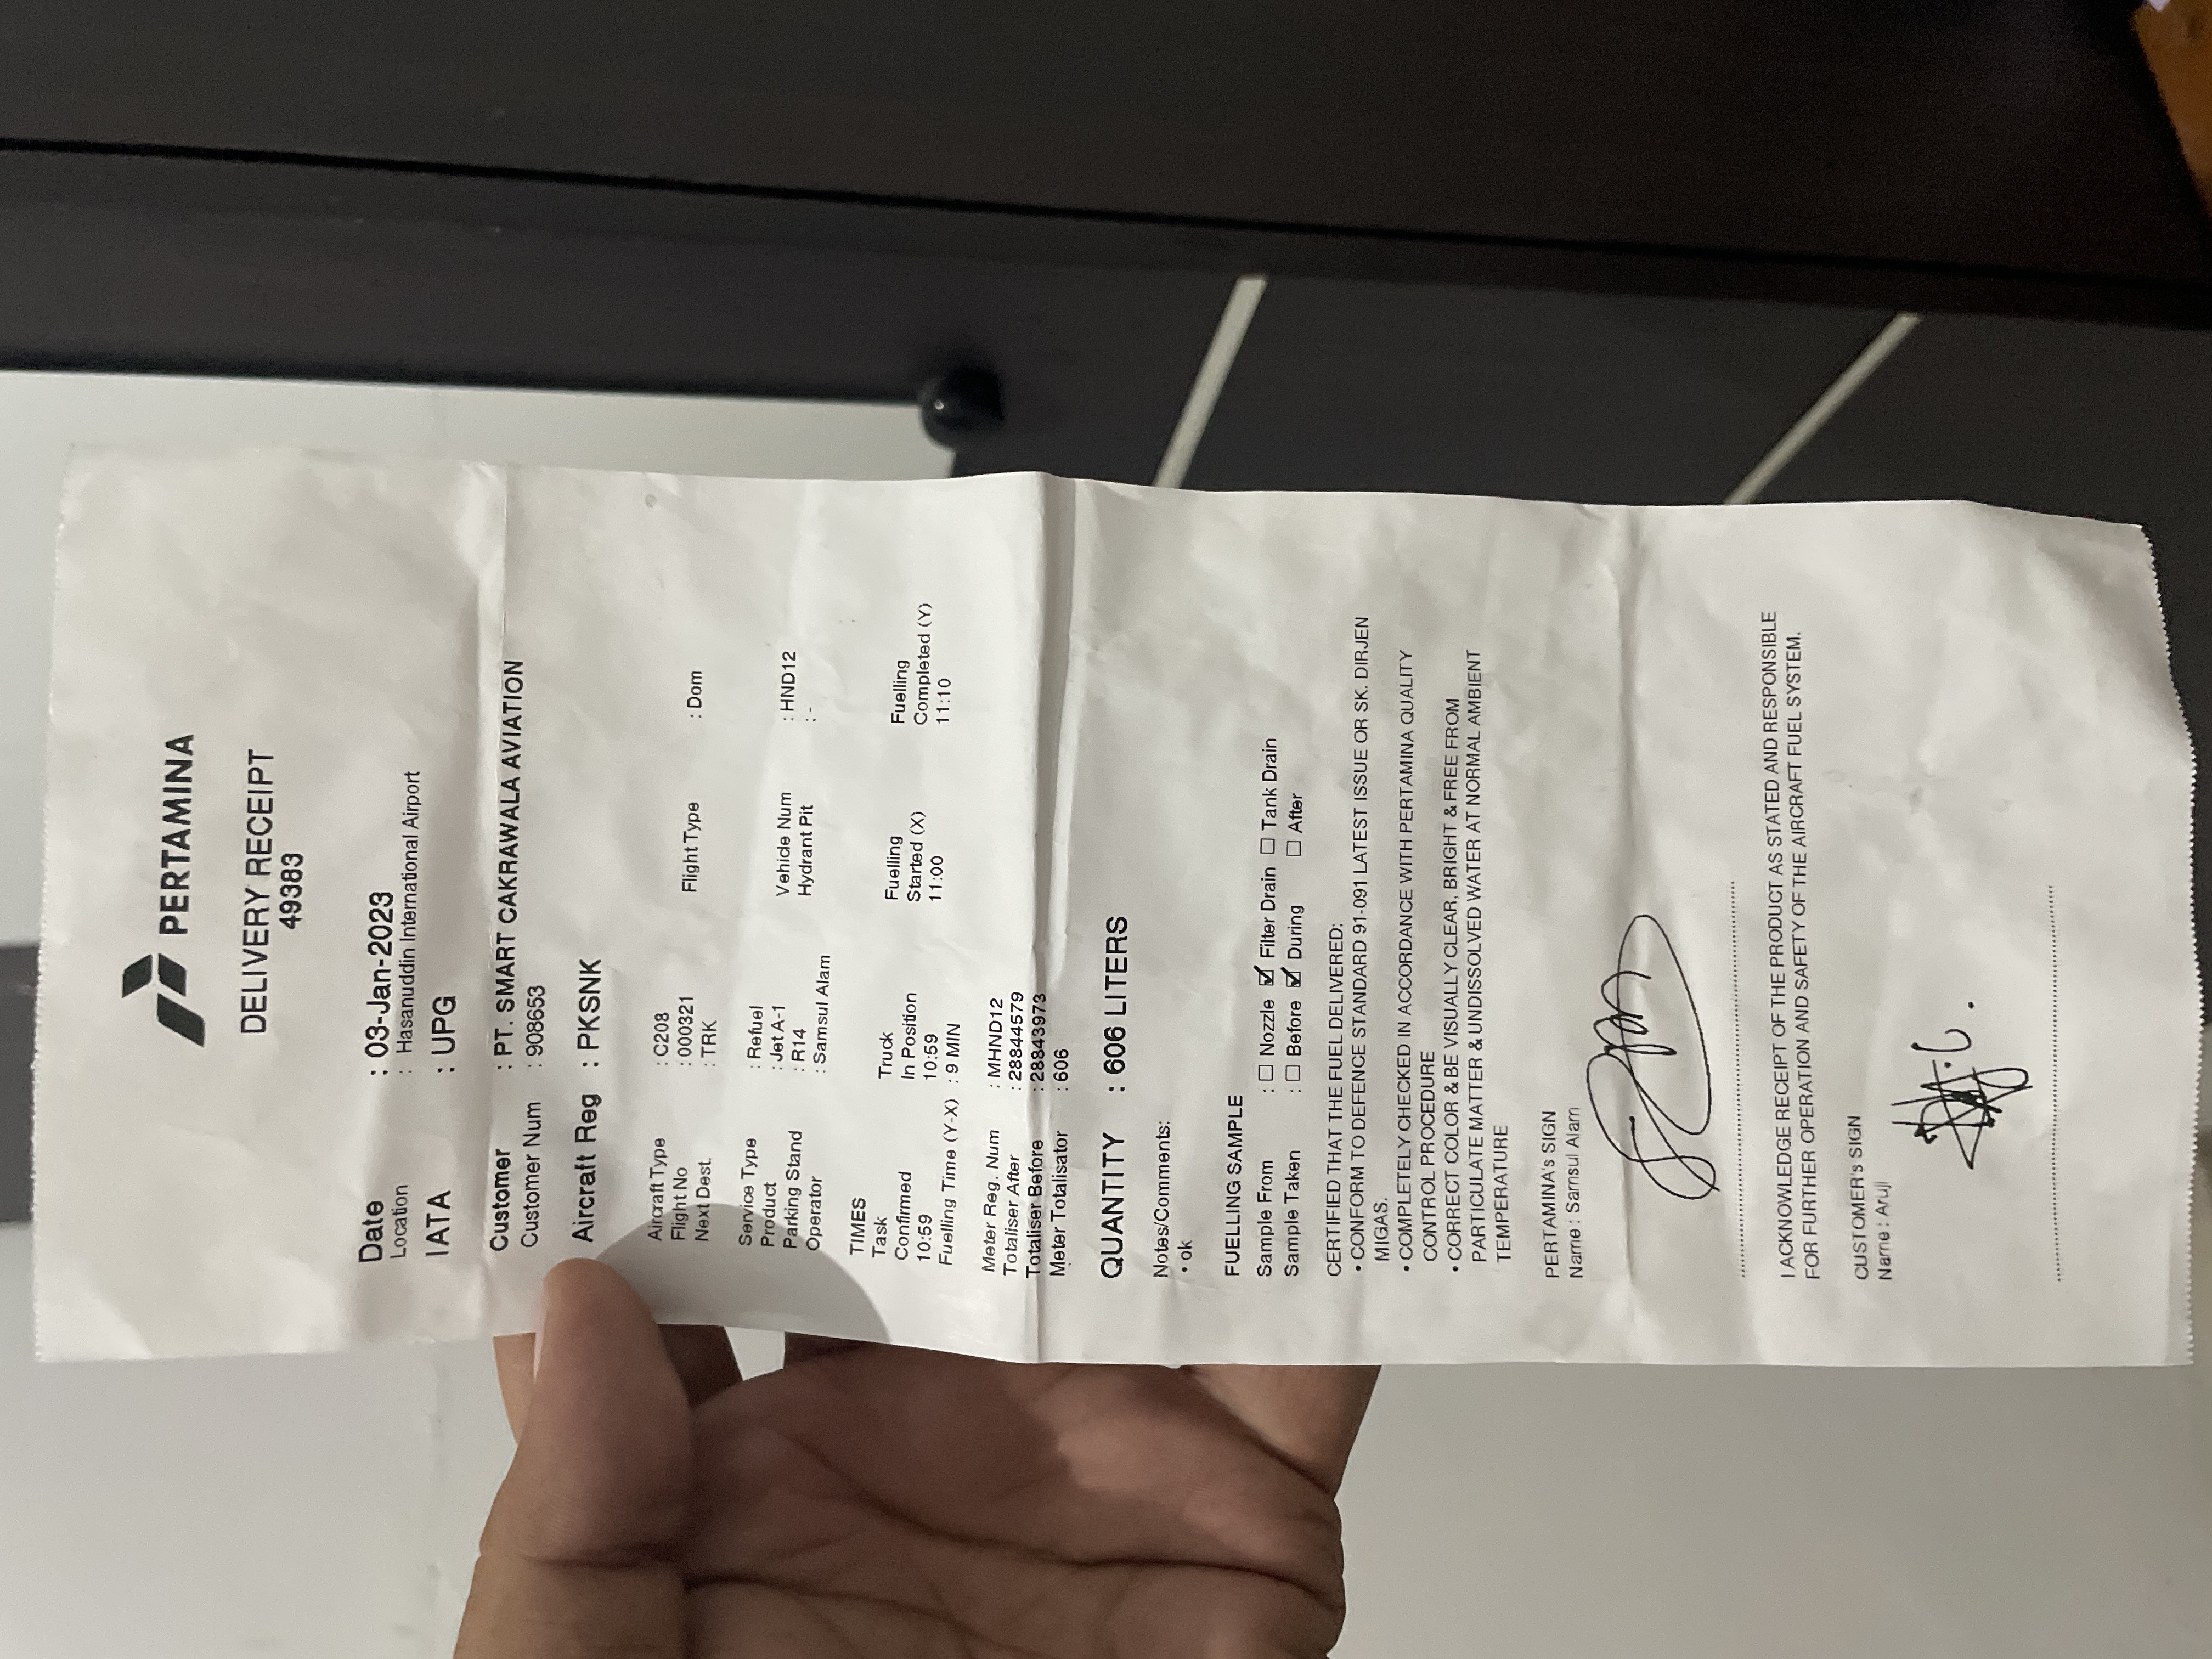 PERTAMINA
DELIVERY RECEIPT
49383
Date : 03-Jan-2023
Location : Hasanuddin International Airport
IATA : UPG
Customer : PT. SMART CAKRAWALA AVIATION
Customer Num : 908653
Aircraft Reg : PKSNK
Aircraft Type : C208
Flight No : 000321 Flight Type : Dom
Next Dest. : TRK
Service Type : Refuel
Product : Jet A-1 Vehicle Num : HND12
Parking Stand : R14 Hydrant Pit : -
Operator : Samsul Alam
TIMES
Task Truck Fuelling Fuelling
Confirmed In Position Started (X) Completed (Y)
10:59 10:59 11:00 11:10
Fuelling Time (Y-X) : 9 MIN
Meter Reg. Num : MHND12
Totaliser After : 28844579
Totaliser Before : 28843973
Meter Totalisator : 606
QUANTITY : 606 LITERS
Notes/Comments:
• ok
FUELLING SAMPLE
Sample From : ☐ Nozzle ☑ Filter Drain ☐ Tank Drain
Sample Taken : ☐ Before ☑ During ☐ After
CERTIFIED THAT THE FUEL DELIVERED:
• CONFORM TO DEFENCE STANDARD 91-091 LATEST ISSUE OR SK. DIRJEN
MIGAS.
• COMPLETELY CHECKED IN ACCORDANCE WITH PERTAMINA QUALITY
CONTROL PROCEDURE
• CORRECT COLOR & BE VISUALLY CLEAR, BRIGHT & FREE FROM
PARTICULATE MATTER & UNDISSOLVED WATER AT NORMAL AMBIENT
TEMPERATURE
PERTAMINA's SIGN
Name : Samsul Alam
I ACKNOWLEDGE RECEIPT OF THE PRODUCT AS STATED AND RESPONSIBLE
FOR FURTHER OPERATION AND SAFETY OF THE AIRCRAFT FUEL SYSTEM.
CUSTOMER's SIGN
Name : Aruji